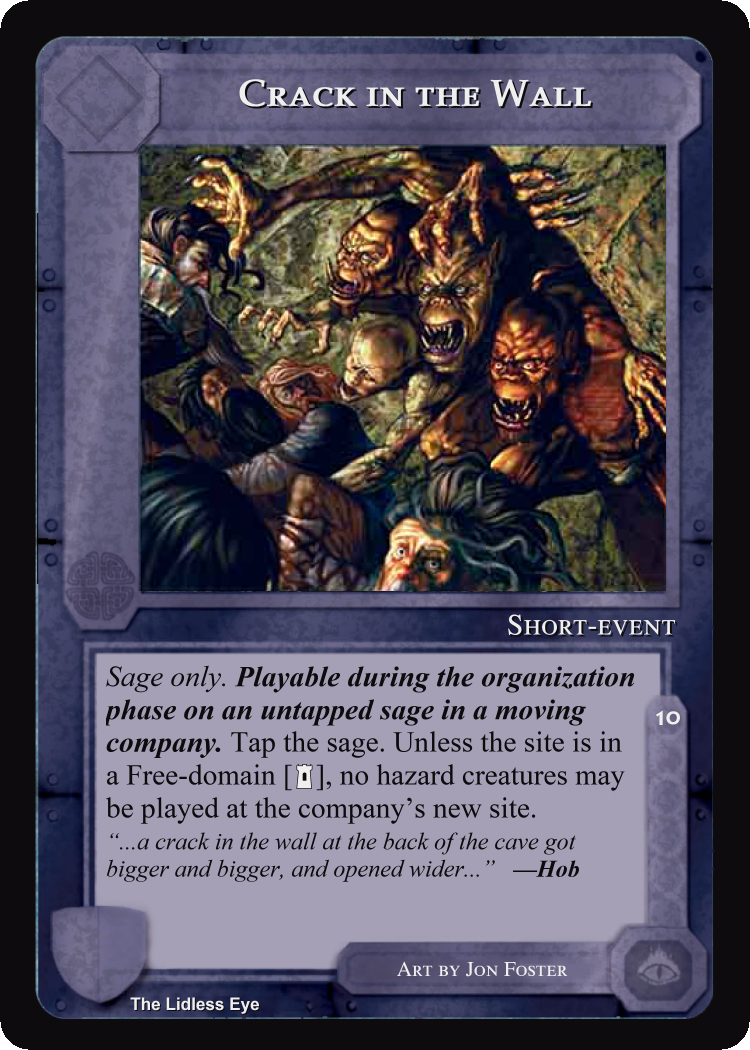 Crack in the Wall
Short-event
Sage only. Playable during the organization
phase on an untapped sage in a moving
company. Tap the sage. Unless the site is in
a Free-domain [], no hazard creatures may
be played at the company's new site.
"...a crack in the wall at the back of the cave got
bigger and bigger, and opened wider..." —Hob
10
Art by Jon Foster
The Lidless Eye